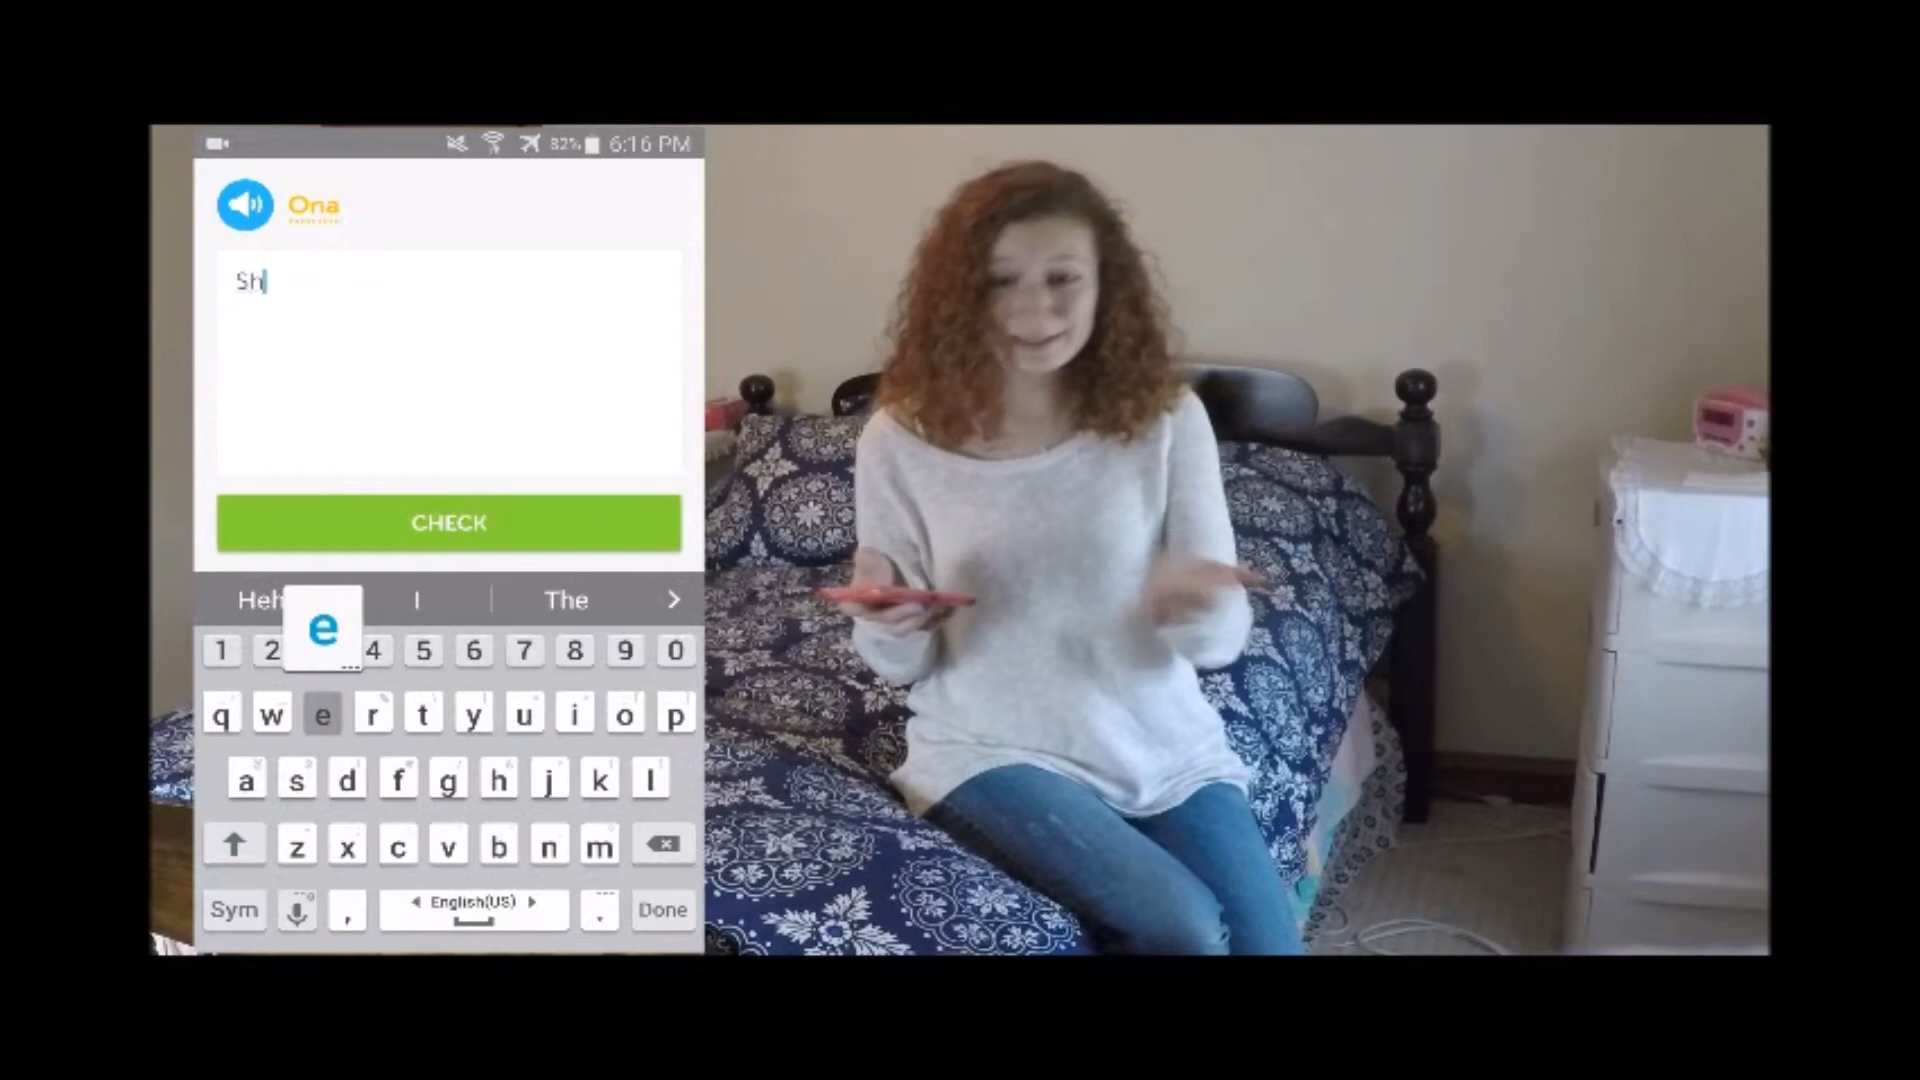 82% 6:16 PM
Ona
Sh
CHECK
Heh I The
e
1 2 4 5 6 7 8 9 0
q w e r t y u i o p
a s d f g h j k l
z x c v b n m
Sym , English(US) . Done